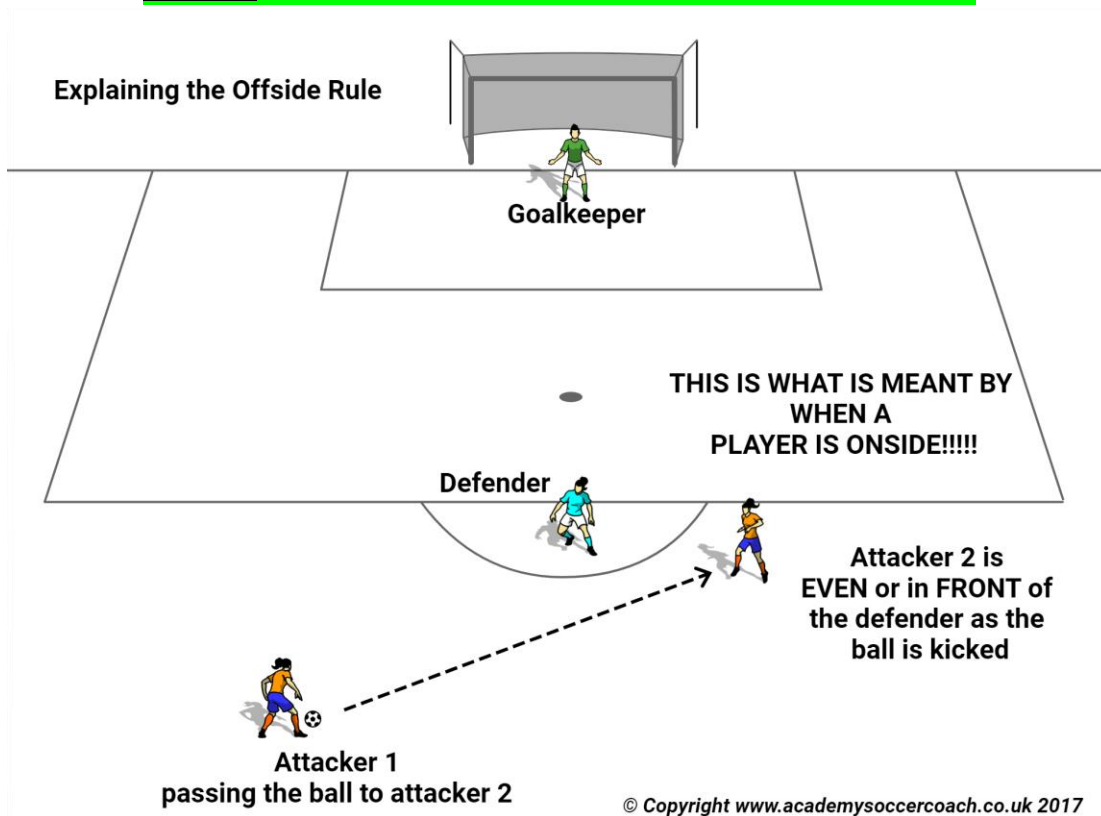 Explaining the Offside Rule
Goalkeeper
THIS IS WHAT IS MEANT BY
WHEN A
PLAYER IS ONSIDE!!!!!
Defender
Attacker 2 is
EVEN or in FRONT of
the defender as the
ball is kicked
Attacker 1
passing the ball to attacker 2
© Copyright www.academysoccercoach.co.uk 2017